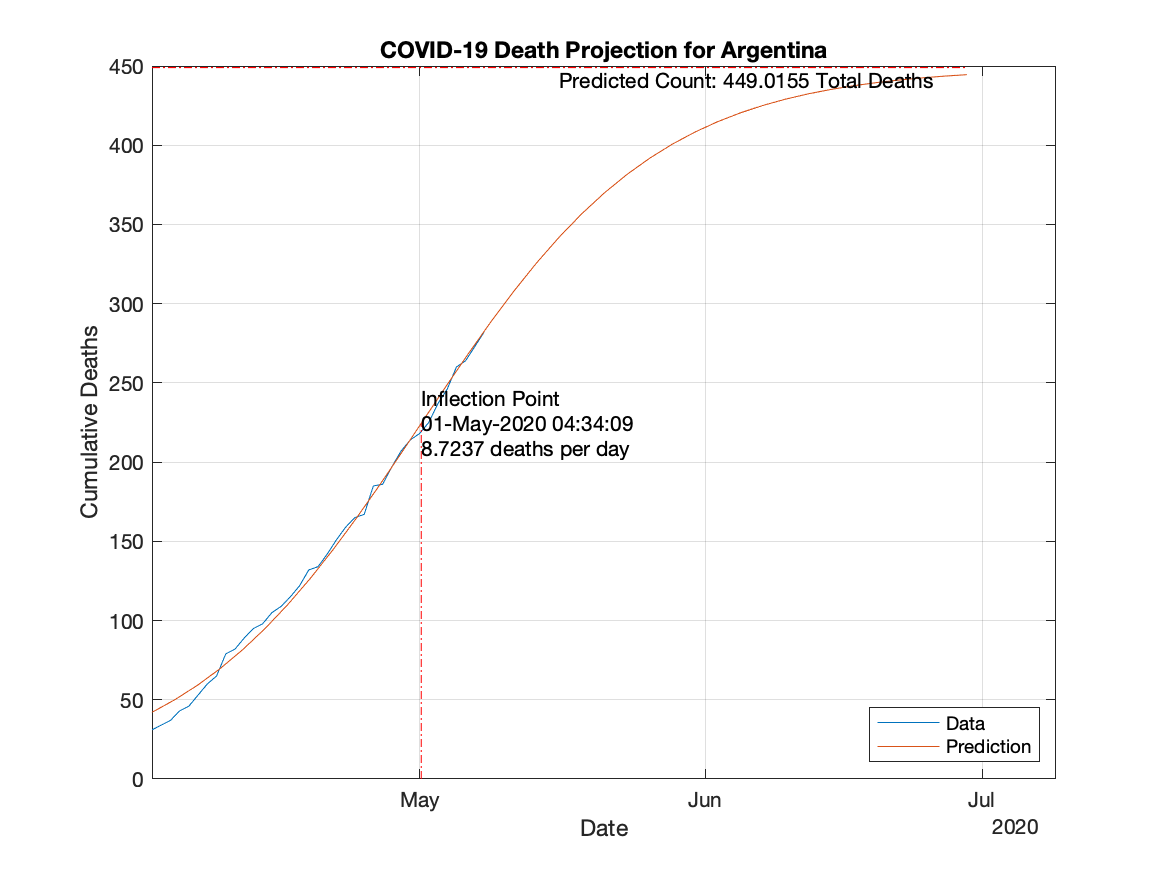 COVID-19 Death Projection for Argentina
Predicted Count: 449.0155 Total Deaths
450
400
350
300
250
200
150
100
50
0
Cumulative Deaths
Inflection Point
01-May-2020 04:34:09
8.7237 deaths per day
Data
Prediction
May
Jun
Jul
Date
2020